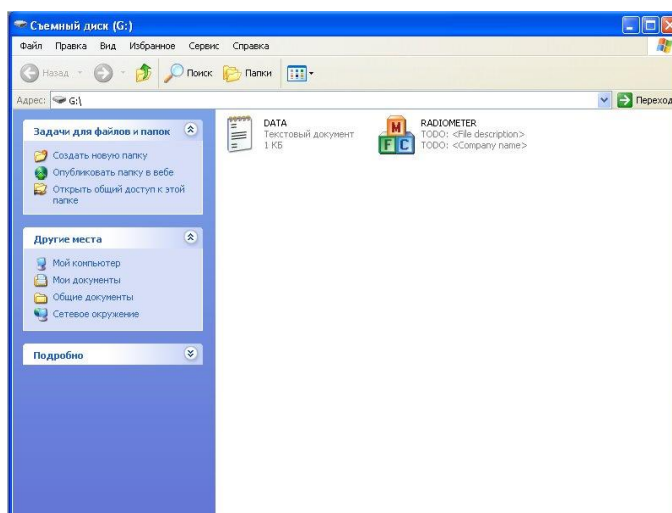 Съемный диск (G:)
Файл Правка Вид Избранное Сервис Справка
Назад Поиск Папки
Адрес: G:\ Переход
Задачи для файлов и папок
Создать новую папку
Опубликовать папку в вебе
Открыть общий доступ к этой
папке
Другие места
Мой компьютер
Мои документы
Общие документы
Сетевое окружение
Подробно
DATA
Текстовый документ
1 КБ
MFC
RADIOMETER
TODO: <File description>
TODO: <Company name>